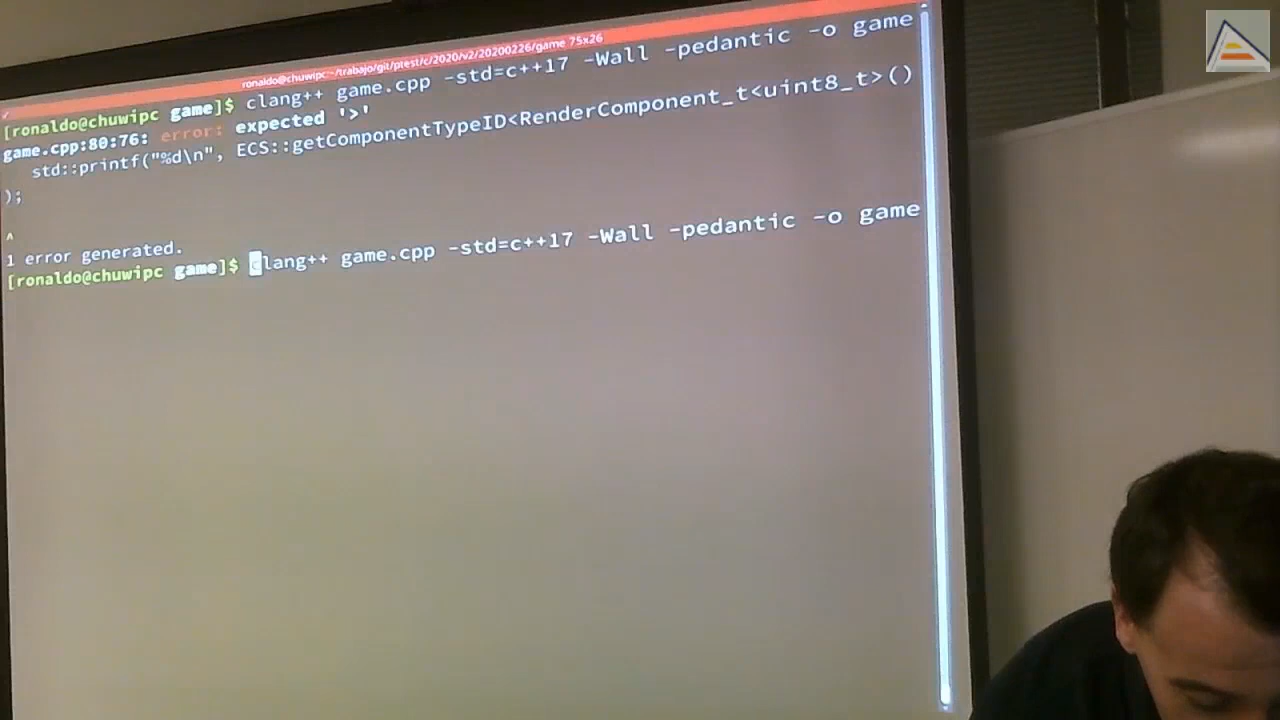 ronaldo@chuwipc:~/trabajo/git/ptest/c/2020/v2/20200226/game 75x26
[ronaldo@chuwipc game]$ clang++ game.cpp -std=c++17 -Wall -pedantic -o game
game.cpp:80:76: error: expected '>'
std::printf("%d\n", ECS::getComponentTypeID<RenderComponent_t<uint8_t>()
);
^
1 error generated.
[ronaldo@chuwipc game]$ clang++ game.cpp -std=c++17 -Wall -pedantic -o game